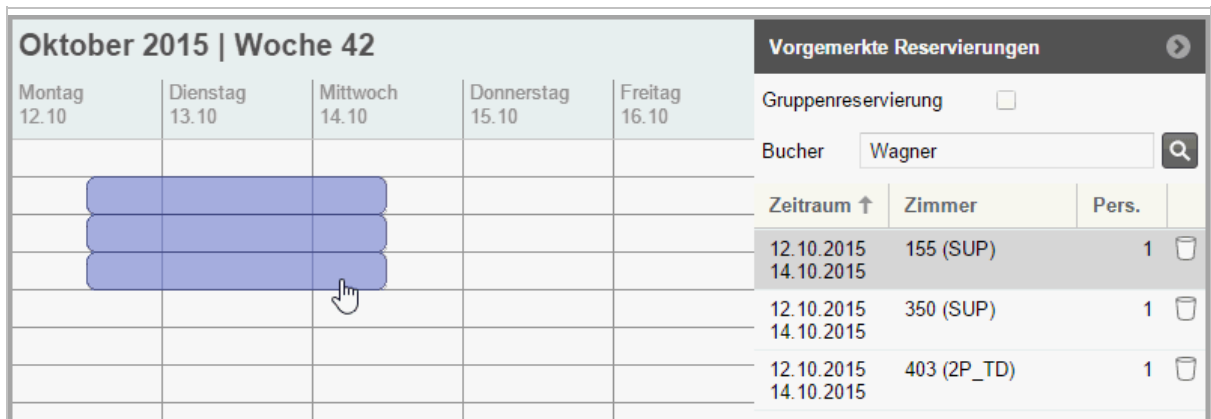 Oktober 2015 | Woche 42
Montag
12.10
Dienstag
13.10
Mittwoch
14.10
Donnerstag
15.10
Freitag
16.10
Vorgemerkte Reservierungen
Gruppenreservierung
Bucher Wagner
Zeitraum ↑ Zimmer Pers.
12.10.2015 155 (SUP) 1
14.10.2015
12.10.2015 350 (SUP) 1
14.10.2015
12.10.2015 403 (2P_TD) 1
14.10.2015